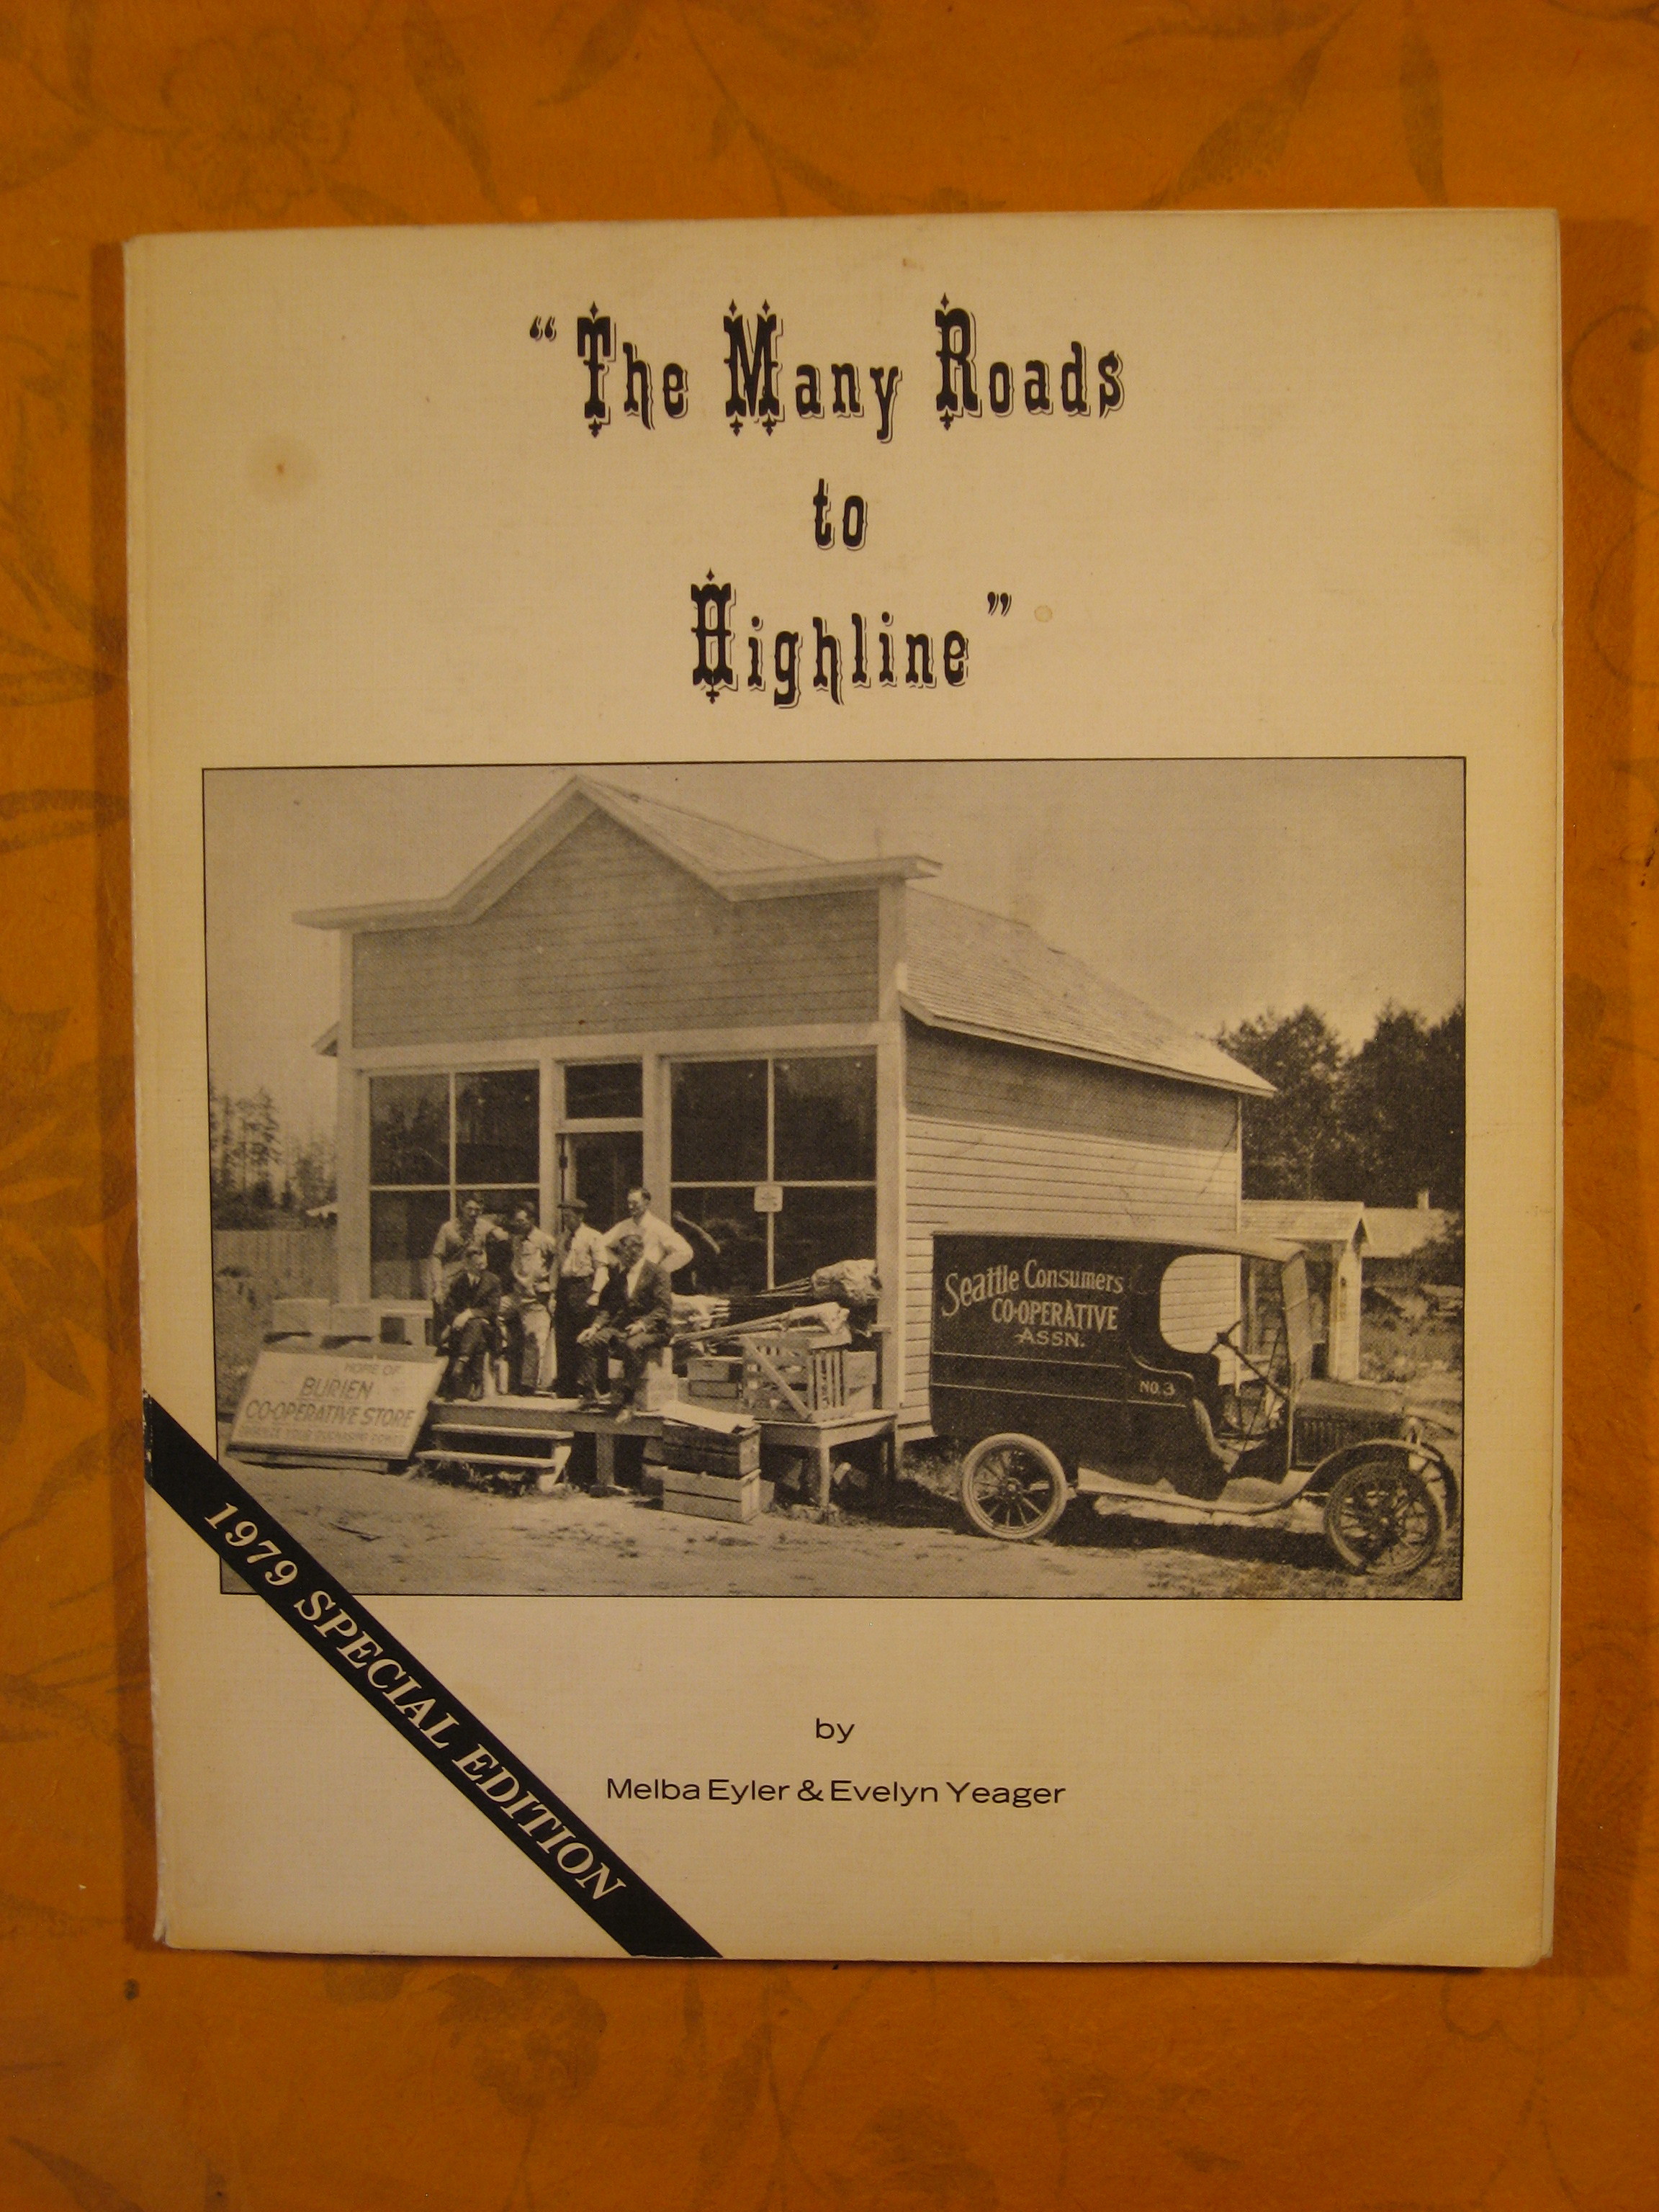 “The Many Roads
to
Highline”
Seattle Consumers
CO-OPERATIVE
ASSN.
NO.3
HOME OF
BURIEN
CO-OPERATIVE STORE
1979 SPECIAL EDITION
by
Melba Eyler & Evelyn Yeager